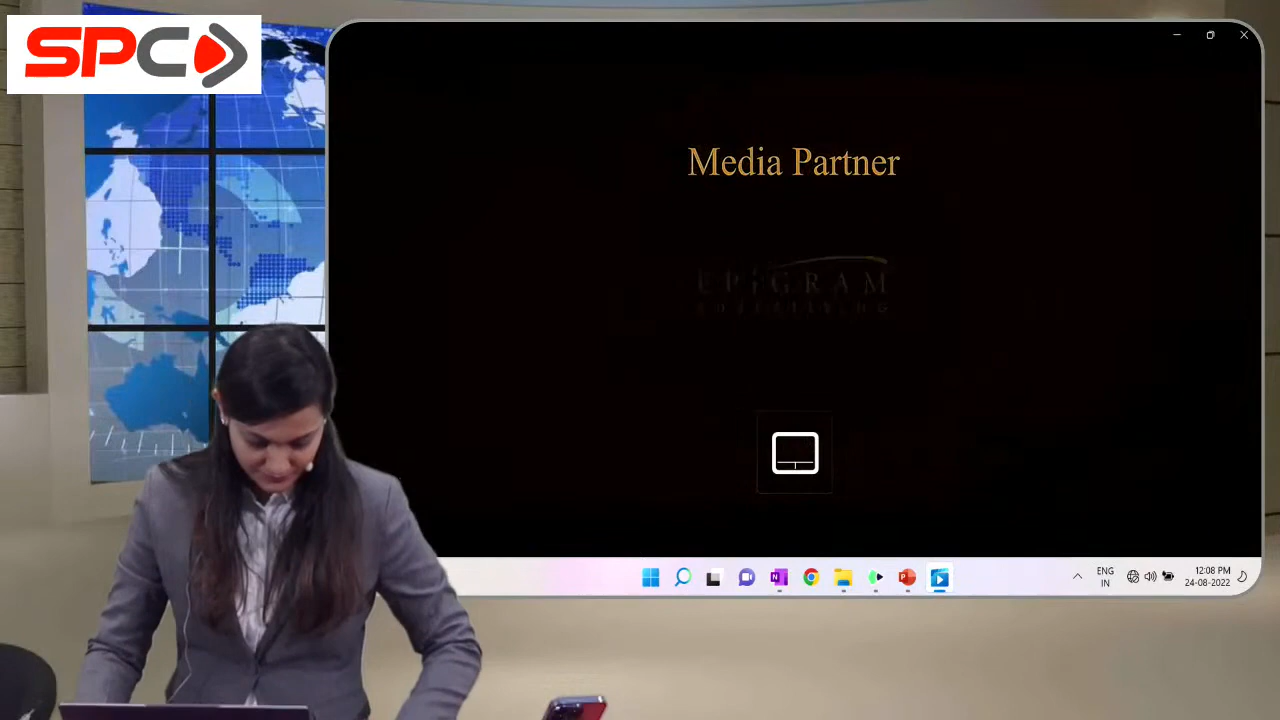 SPC
Media Partner
EPIGRAM
ENG
IN
12:08 PM
24-08-2022